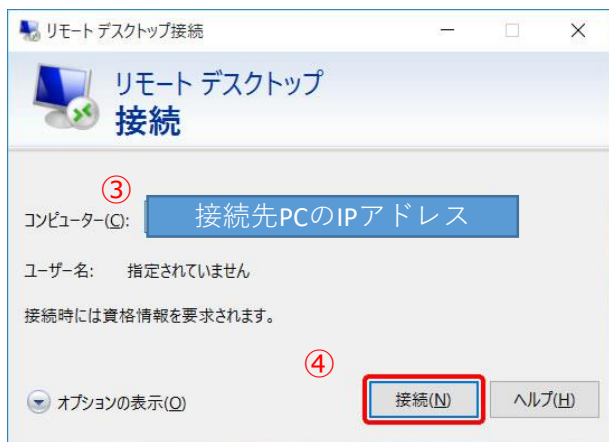 リモート デスクトップ接続
リモート デスクトップ
接続
③
コンピューター(C): 接続先PCのIPアドレス
ユーザー名: 指定されていません
接続時には資格情報を要求されます。
④
オプションの表示(O) 接続(N) ヘルプ(H)